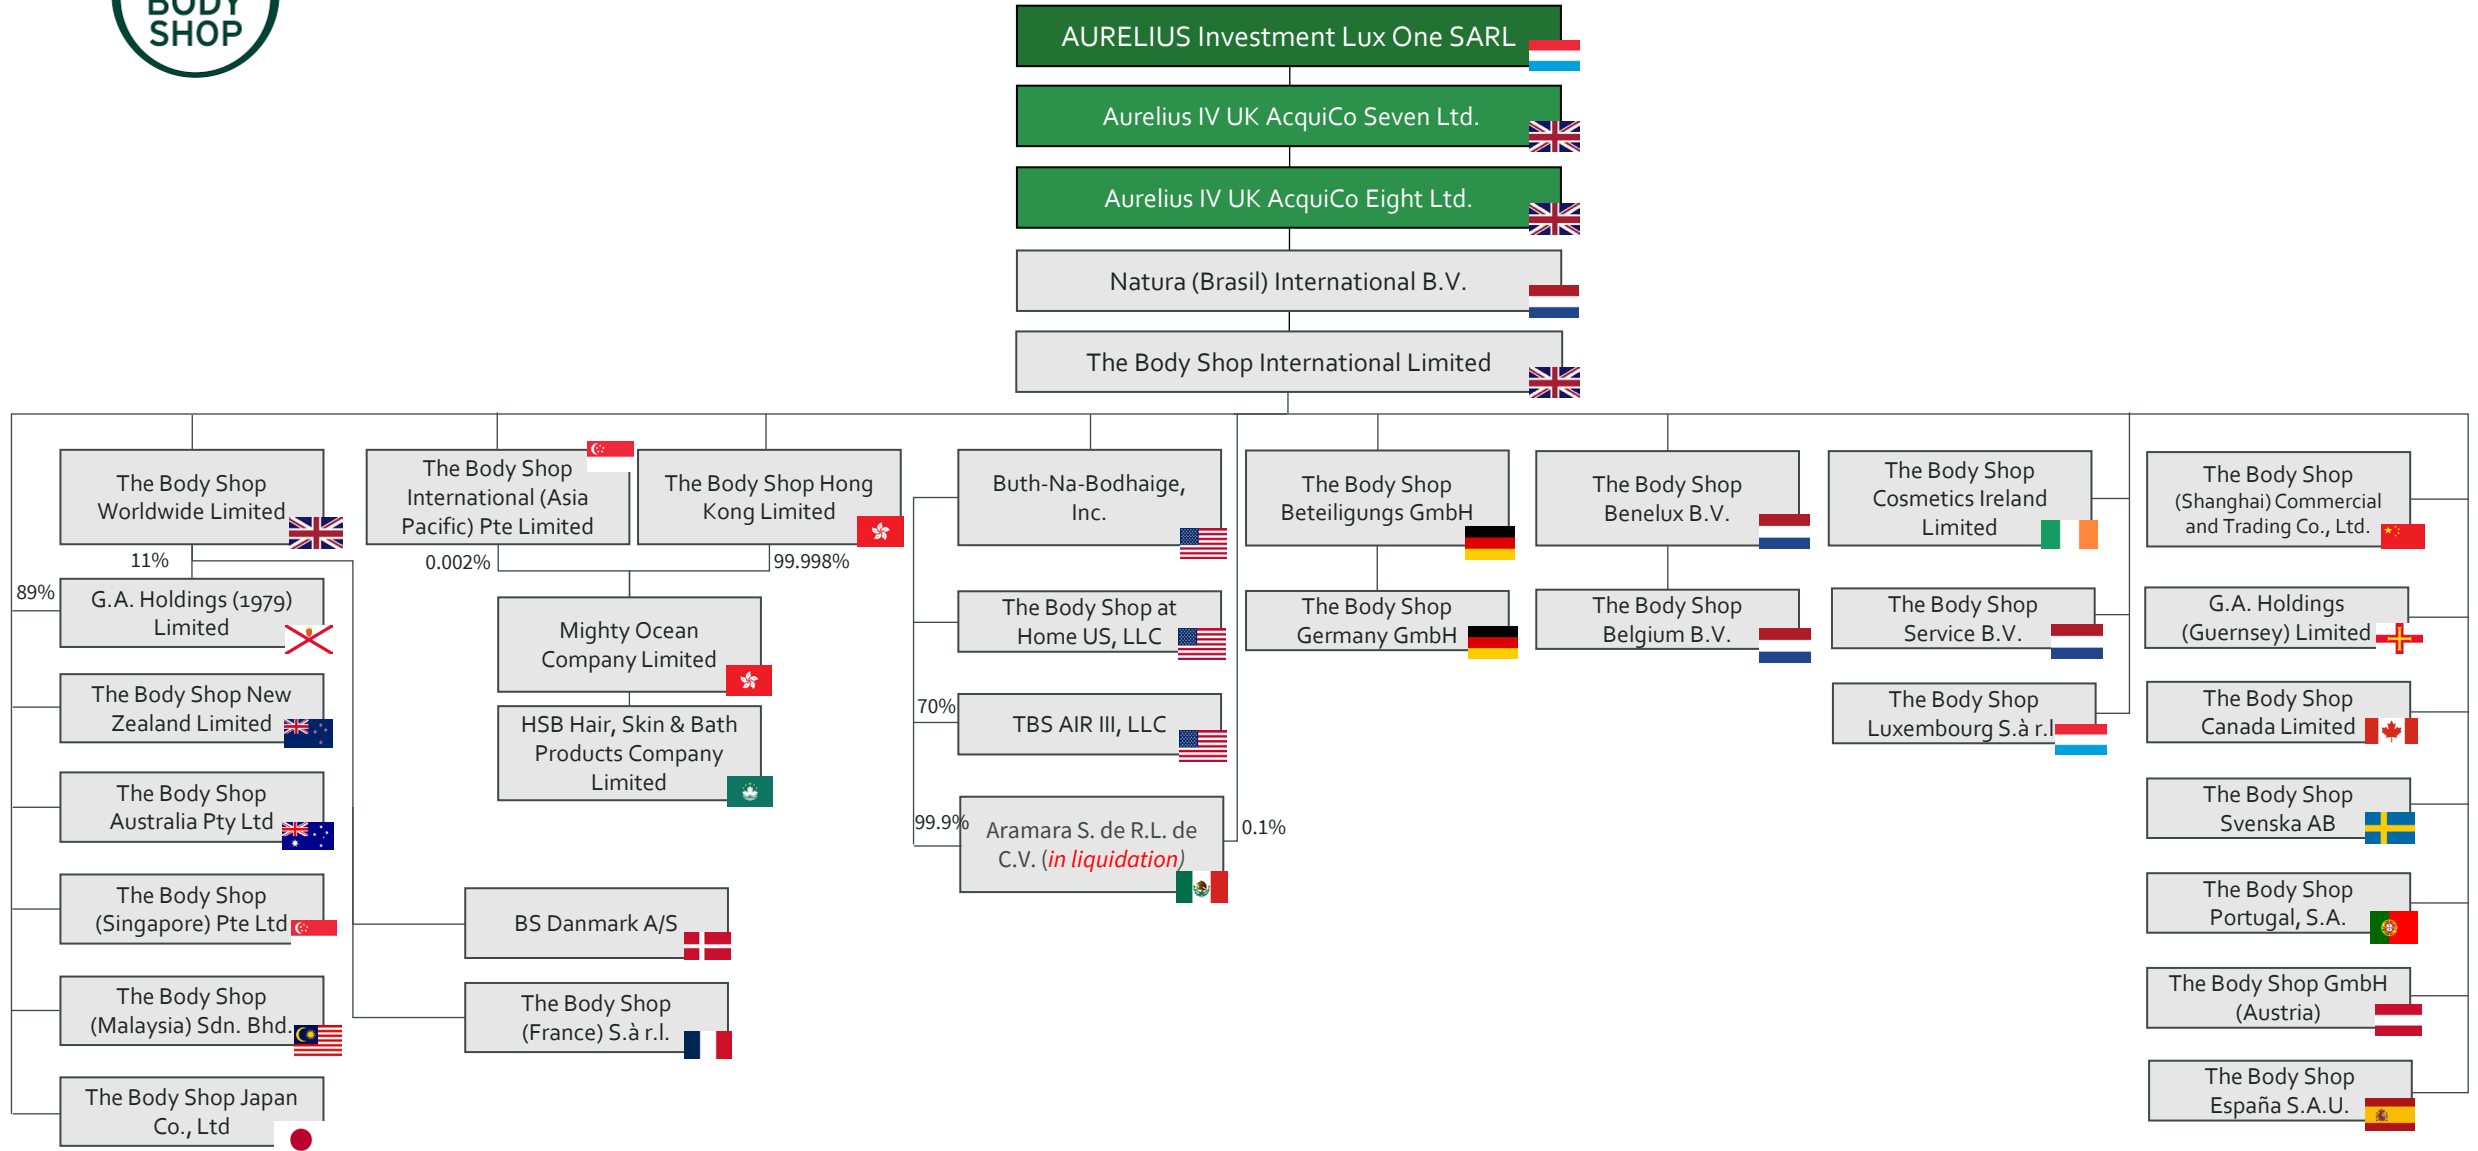 BODY
SHOP
AURELIUS Investment Lux One SARL
Aurelius IV UK AcquiCo Seven Ltd.
Aurelius IV UK AcquiCo Eight Ltd.
Natura (Brasil) International B.V.
The Body Shop International Limited
The Body Shop
Worldwide Limited
11%
89%
G.A. Holdings (1979)
Limited
The Body Shop New
Zealand Limited
The Body Shop
Australia Pty Ltd
The Body Shop
(Singapore) Pte Ltd
The Body Shop
(Malaysia) Sdn. Bhd.
The Body Shop Japan
Co., Ltd
The Body Shop
International (Asia
Pacific) Pte Limited
0.002%
The Body Shop Hong
Kong Limited
99.998%
Mighty Ocean
Company Limited
HSB Hair, Skin & Bath
Products Company
Limited
BS Danmark A/S
The Body Shop
(France) S.à r.l.
Buth-Na-Bodhaige,
Inc.
The Body Shop at
Home US, LLC
70%
TBS AIR III, LLC
99.9%
Aramara S. de R.L. de
C.V. (in liquidation)
0.1%
The Body Shop
Beteiligungs GmbH
The Body Shop
Germany GmbH
The Body Shop
Benelux B.V.
The Body Shop
Belgium B.V.
The Body Shop
Cosmetics Ireland
Limited
The Body Shop
Service B.V.
The Body Shop
Luxembourg S.à r.l
The Body Shop
(Shanghai) Commercial
and Trading Co., Ltd.
G.A. Holdings
(Guernsey) Limited
The Body Shop
Canada Limited
The Body Shop
Svenska AB
The Body Shop
Portugal, S.A.
The Body Shop GmbH
(Austria)
The Body Shop
España S.A.U.